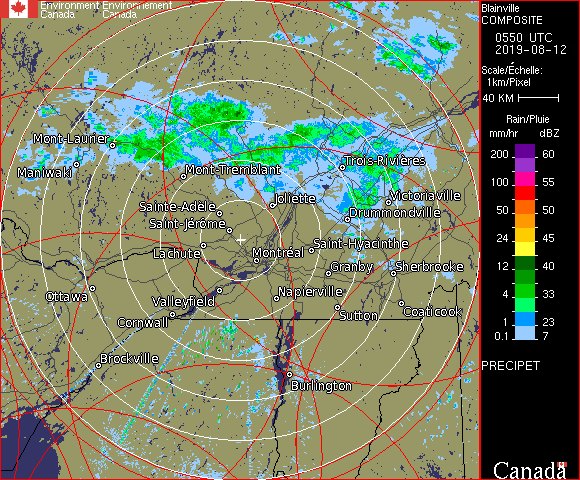 Environment Environnement
Canada Canada
Blainville
COMPOSITE
0550 UTC
2019-08-12
Scale/Échelle:
1km/Pixel
40 KM
Rain/Pluie
mm/hr dBZ
200 60
100 55
50 50
24 45
12 40
4 33
1 23
0.1 7
PRECIPET
Canada
Mont-Laurier
Maniwaki
Mont-Tremblant
Trois-Rivières
Sainte-Adèle
Joliette
Victoriaville
Drummondville
Saint-Jérôme
Lachute
Montréal
Saint-Hyacinthe
Granby
Sherbrooke
Ottawa
Valleyfield
Napierville
Cornwall
Sutton
Coaticook
Brockville
Burlington